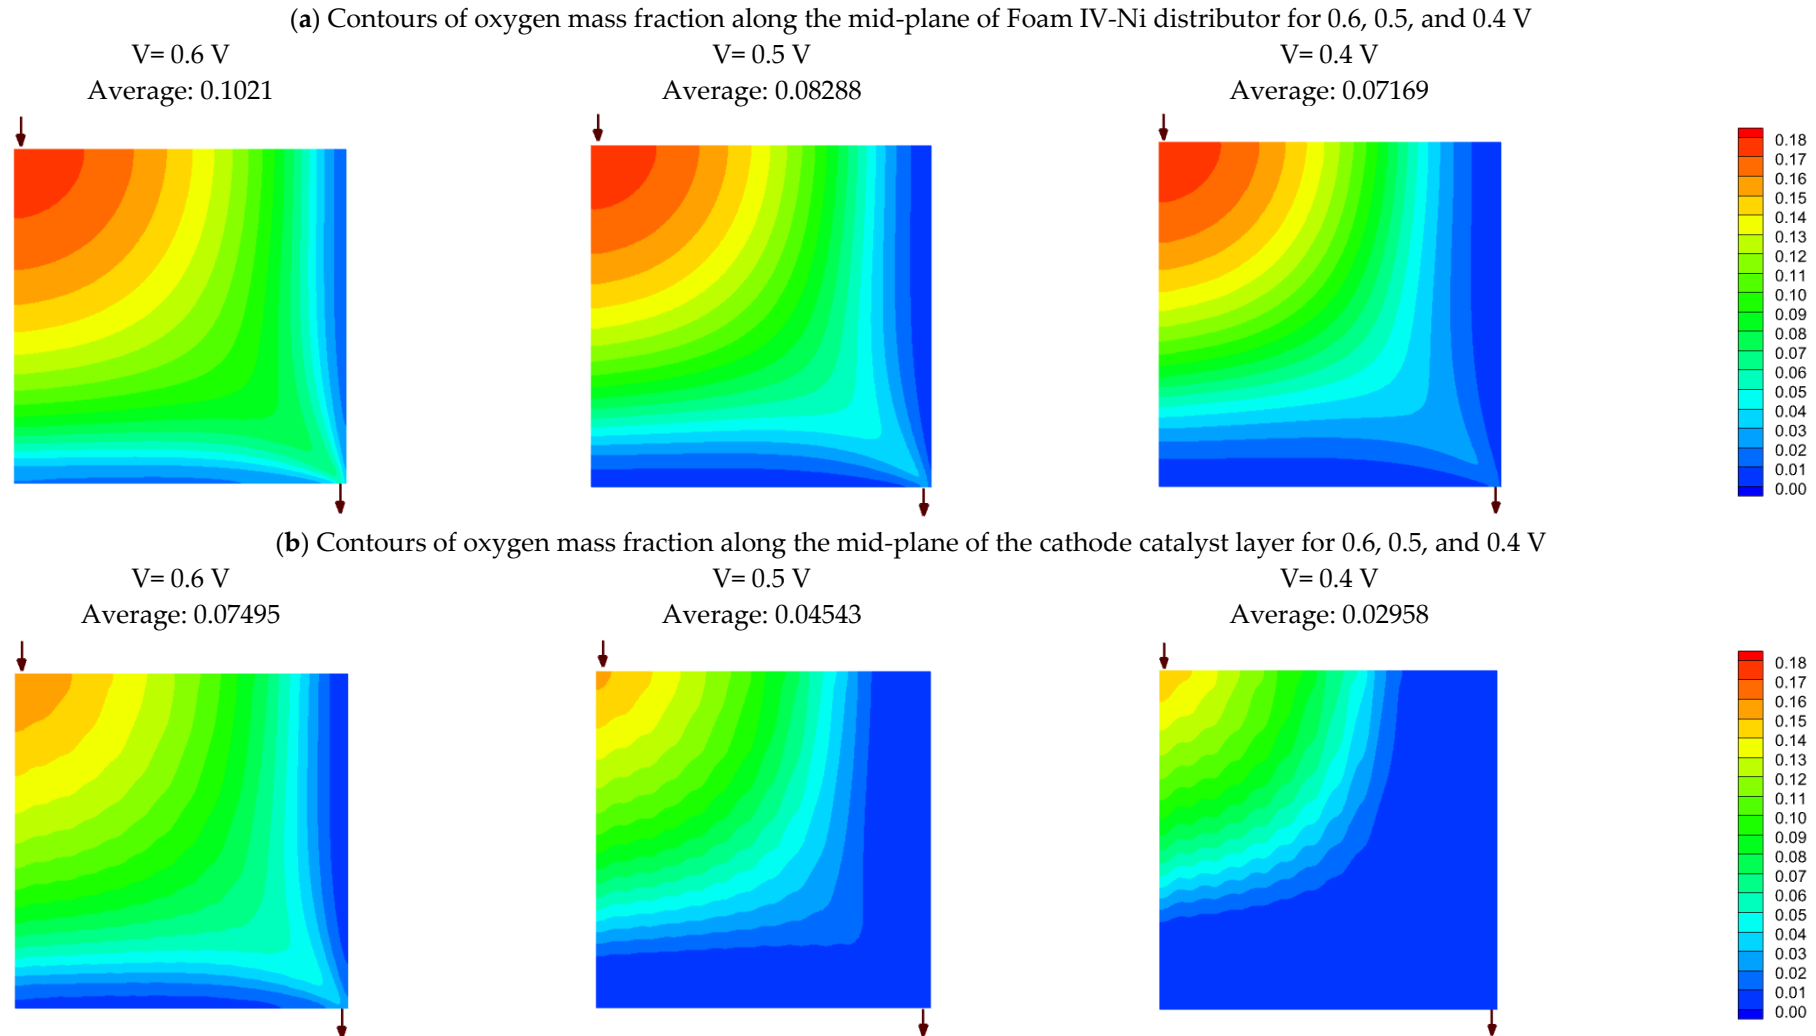 (a) Contours of oxygen mass fraction along the mid-plane of Foam IV-Ni distributor for 0.6, 0.5, and 0.4 V
V= 0.6 V
V= 0.5 V
V= 0.4 V
Average: 0.1021
Average: 0.08288
Average: 0.07169
0.18
0.17
0.16
0.15
0.14
0.13
0.12
0.11
0.10
0.09
0.08
0.07
0.06
0.05
0.04
0.03
0.02
0.01
0.00
(b) Contours of oxygen mass fraction along the mid-plane of the cathode catalyst layer for 0.6, 0.5, and 0.4 V
V= 0.6 V
V= 0.5 V
V= 0.4 V
Average: 0.07495
Average: 0.04543
Average: 0.02958
0.18
0.17
0.16
0.15
0.14
0.13
0.12
0.11
0.10
0.09
0.08
0.07
0.06
0.05
0.04
0.03
0.02
0.01
0.00